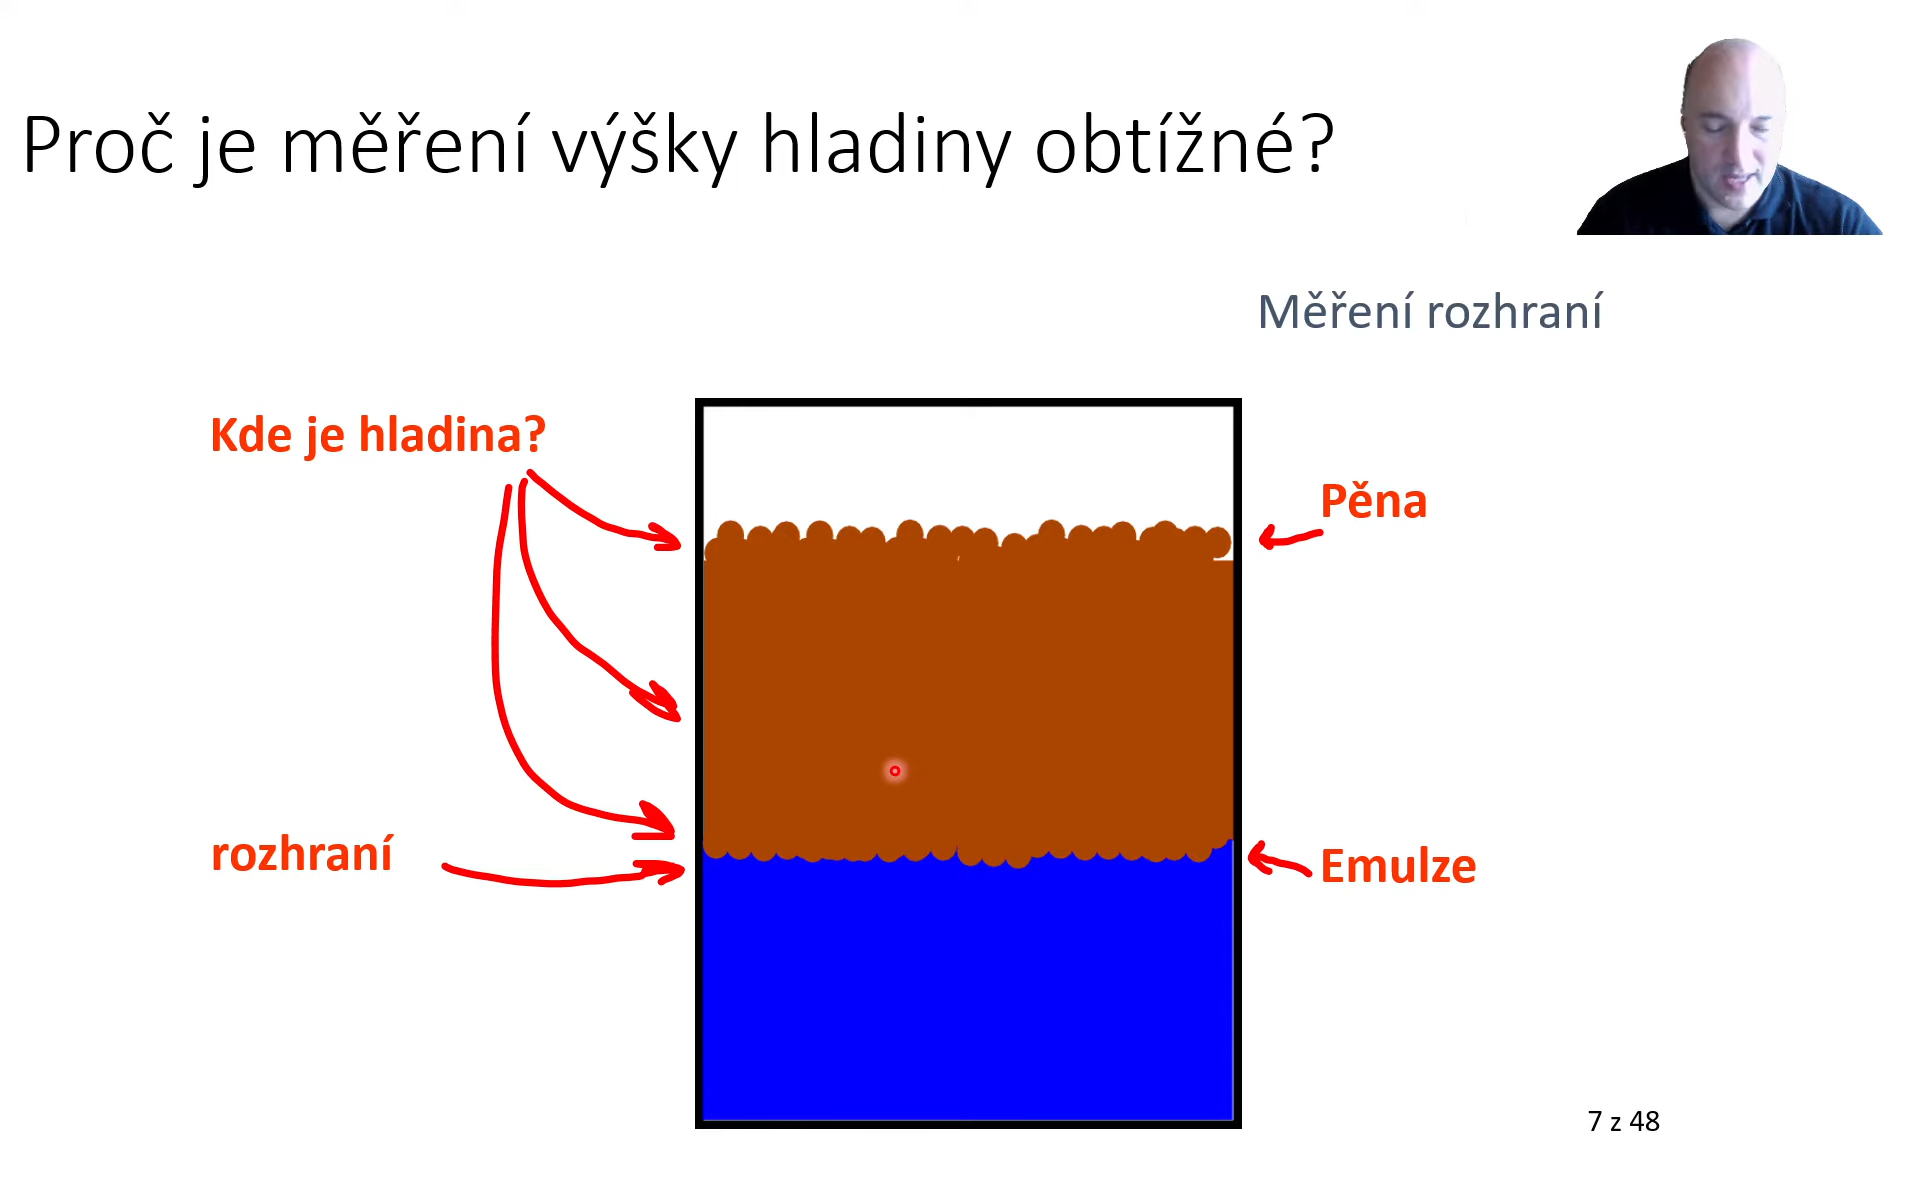 Proč je měření výšky hladiny obtížné?
Měření rozhraní
Kde je hladina?
Pěna
rozhraní
Emulze
7 z 48